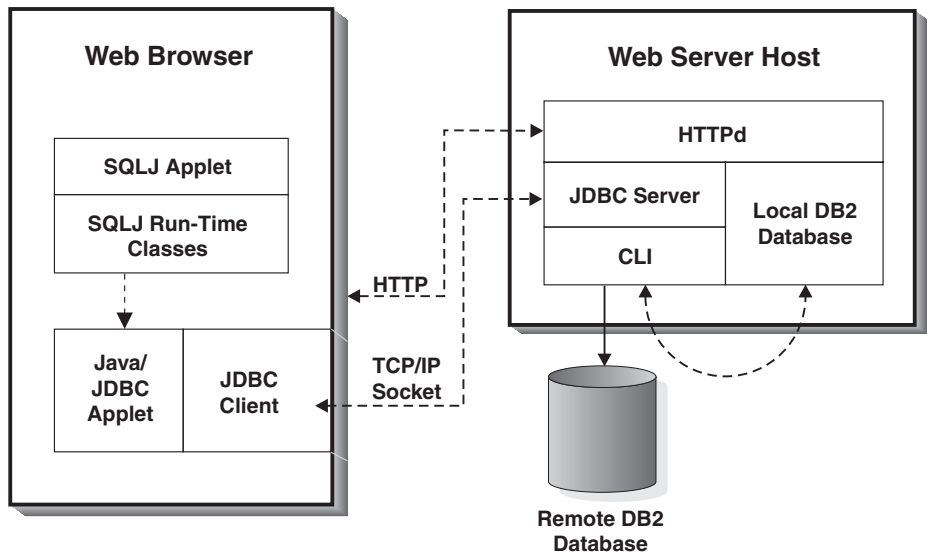 Web Browser
SQLJ Applet
SQLJ Run-Time
Classes
Java/
JDBC
Applet
JDBC
Client
HTTP
TCP/IP
Socket
Web Server Host
HTTPd
JDBC Server
CLI
Local DB2
Database
Remote DB2
Database